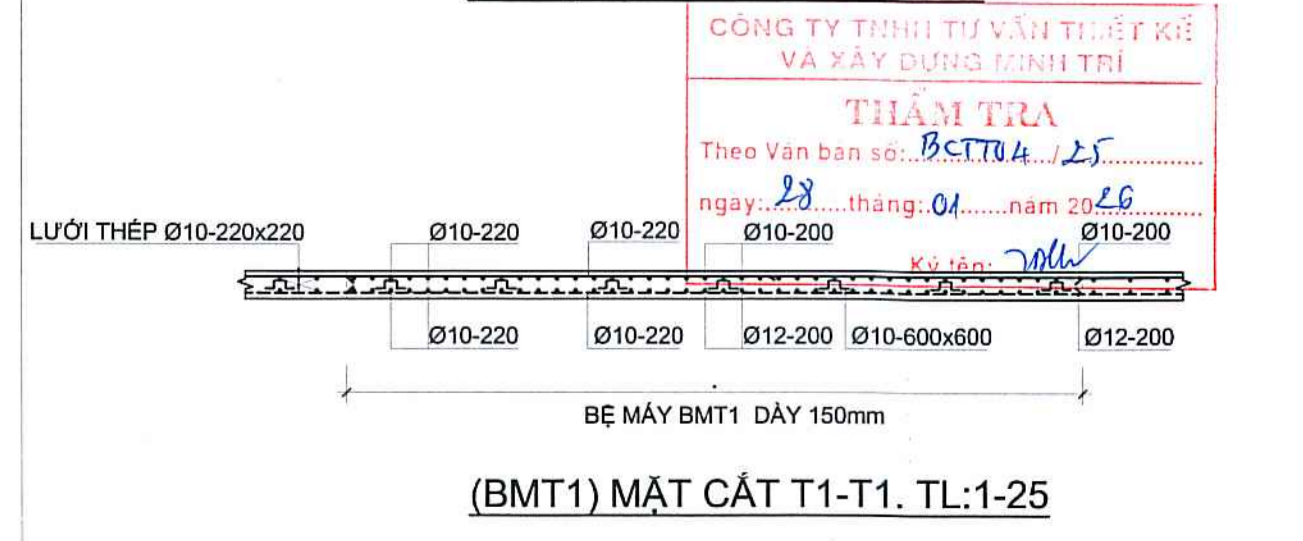 CÔNG TY TNHH TƯ VẤN THIẾT KẾ
VÀ XÂY DỰNG MINH TRÍ
THẨM TRA
Theo Văn bản số: BCTT04 / 25
ngày: 28 tháng: 01 năm 2026
Ký tên:
LƯỚI THÉP Ø10-220x220 Ø10-220 Ø10-220 Ø10-200 Ø10-200
Ø10-220 Ø10-220 Ø12-200 Ø10-600x600 Ø12-200
BỆ MÁY BMT1 DÀY 150mm
(BMT1) MẶT CẮT T1-T1. TL:1-25